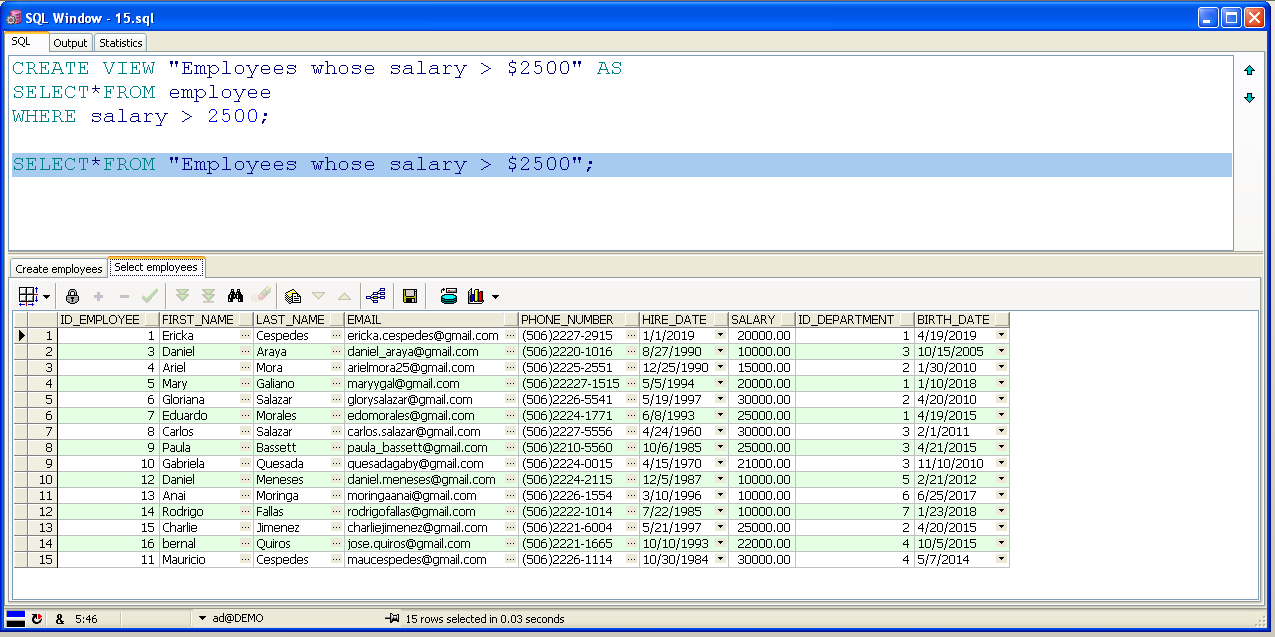 SQL Window - 15.sql
SQL Output Statistics
CREATE VIEW "Employees whose salary > $2500" AS
SELECT*FROM employee
WHERE salary > 2500;
SELECT*FROM "Employees whose salary > $2500";
Create employees Select employees
ID_EMPLOYEE FIRST_NAME LAST_NAME EMAIL PHONE_NUMBER HIRE_DATE SALARY ID_DEPARTMENT BIRTH_DATE
1 1 Ericka Cespedes ericka.cespedes@gmail.com (506)2227-2915 1/1/2019 20000.00 1 4/19/2019
2 3 Daniel Araya daniel_araya@gmail.com (506)2220-1016 8/27/1990 10000.00 3 10/15/2005
3 4 Ariel Mora arielmora25@gmail.com (506)2225-2551 12/25/1990 15000.00 2 1/30/2010
4 5 Mary Galiano maryygal@gmail.com (506)22227-1515 5/5/1994 20000.00 1 1/10/2018
5 6 Gloriana Salazar glorysalazar@gmail.com (506)2226-5541 5/19/1997 30000.00 2 4/20/2010
6 7 Eduardo Morales edomorales@gmail.com (506)2224-1771 6/8/1993 25000.00 1 4/19/2015
7 8 Carlos Salazar carlos.salazar@gmail.com (506)2227-5556 4/24/1960 30000.00 3 2/1/2011
8 9 Paula Bassett paula_bassett@gmail.com (506)2210-5560 10/6/1985 25000.00 3 4/21/2015
9 10 Gabriela Quesada quesadagaby@gmail.com (506)2224-0015 4/15/1970 21000.00 3 11/10/2010
10 12 Daniel Meneses daniel.meneses@gmail.com (506)2224-2115 12/5/1987 10000.00 5 2/21/2012
11 13 Anai Moringa moringaanai@gmail.com (506)2226-1554 3/10/1996 10000.00 6 6/25/2017
12 14 Rodrigo Fallas rodrigofallas@gmail.com (506)2222-1014 7/22/1985 10000.00 7 1/23/2018
13 15 Charlie Jimenez charliejimenez@gmail.com (506)2221-6004 5/21/1997 25000.00 2 4/20/2015
14 16 bernal Quiros jose.quiros@gmail.com (506)2221-1665 10/10/1993 22000.00 4 10/5/2015
15 11 Mauricio Cespedes maucespedes@gmail.com (506)2226-1114 10/30/1984 30000.00 4 5/7/2014
& 5:46 ad@DEMO 15 rows selected in 0.03 seconds